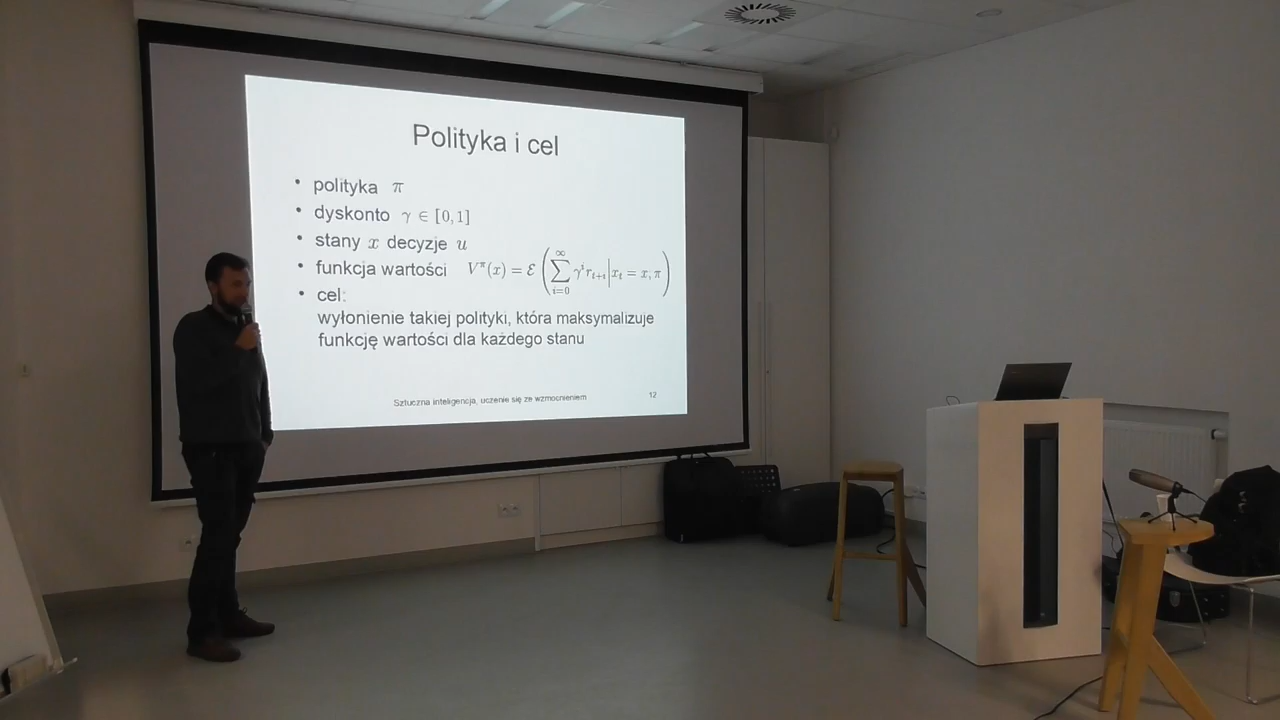 Polityka i cel
• polityka π
• dyskonto γ ∈ [0,1]
• stany x decyzje u
• funkcja wartości V^π(x) = ℰ (∑_{i=0}^{∞} γ^i r_{t+i} | x_t = x, π)
• cel:
wyłonienie takiej polityki, która maksymalizuje
funkcję wartości dla każdego stanu
Sztuczna inteligencja, uczenie się ze wzmocnieniem 12